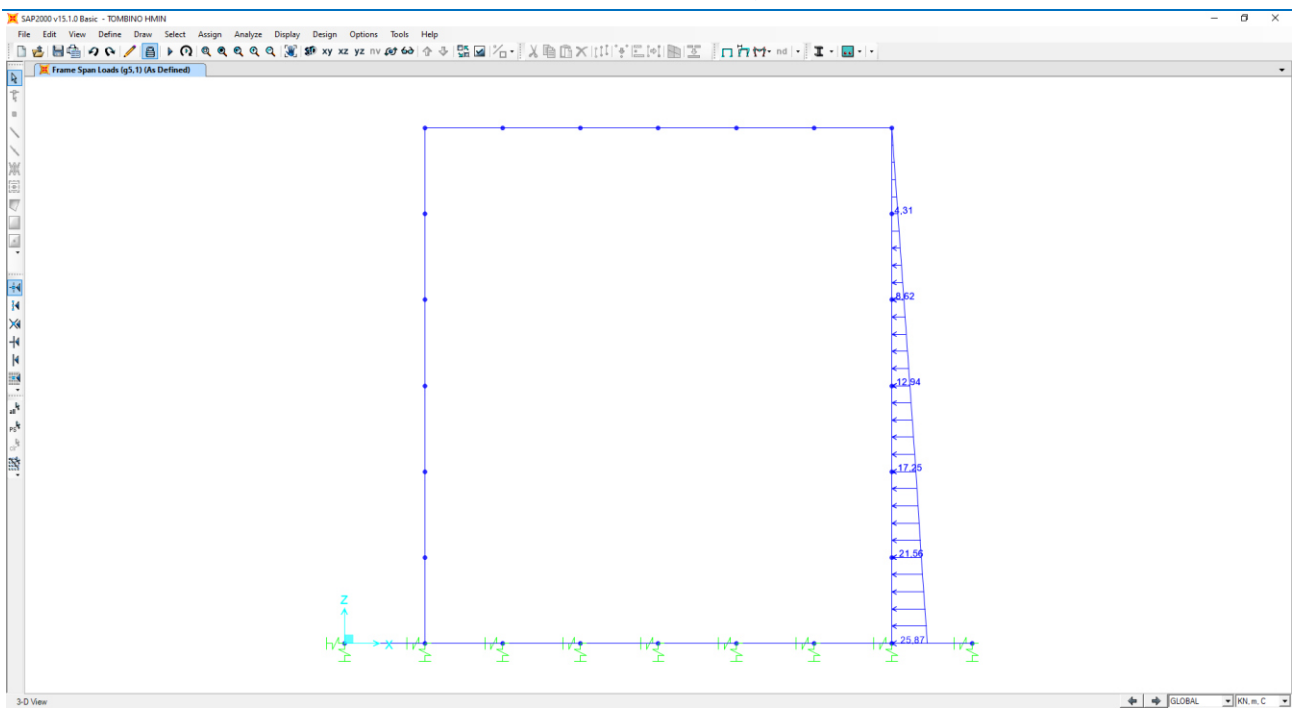 SAP2000 v15.1.0 Basic - TOMBINO HMIN
File Edit View Define Draw Select Assign Analyze Display Design Options Tools Help
xy xz yz nv nd
Frame Span Loads (g5,1) (As Defined)
4,31
8,62
12,94
17,25
21,56
25,87
Z
X
3-D View GLOBAL KN, m, C